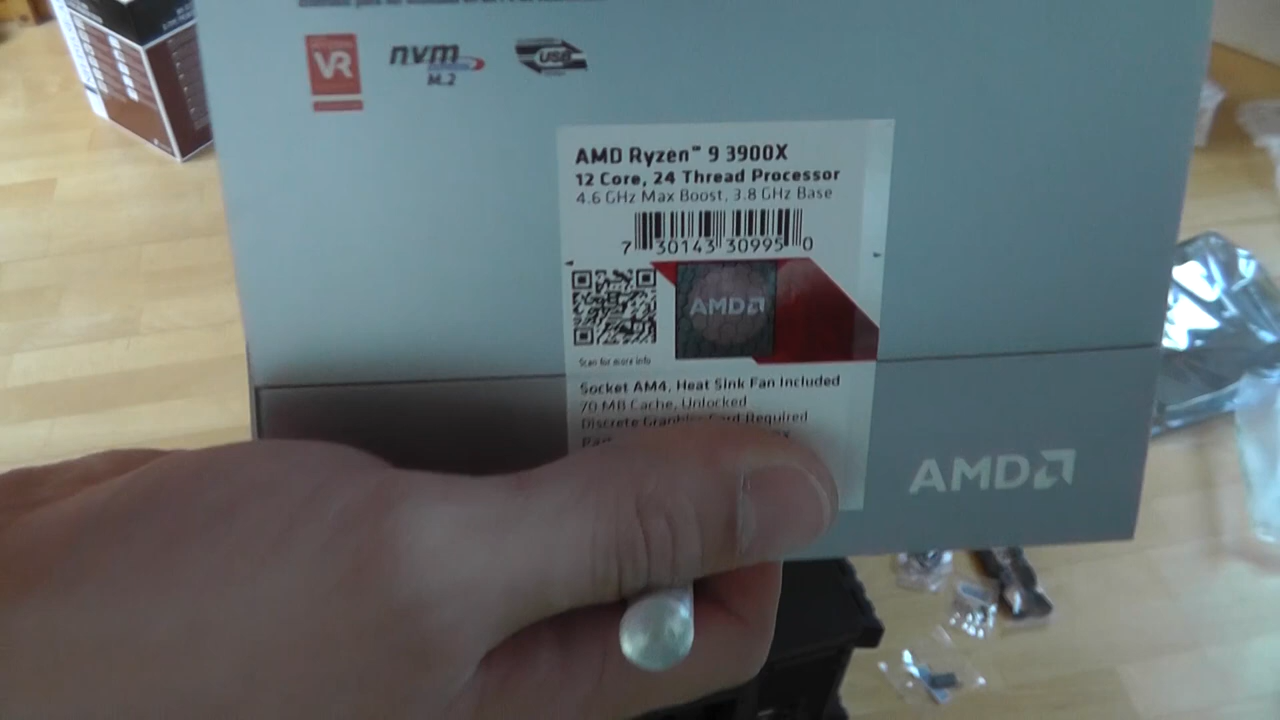 VR
nvm
M.2
USB
AMD Ryzen™ 9 3900X
12 Core, 24 Thread Processor
4.6 GHz Max Boost, 3.8 GHz Base
7 30143 30995 0
AMD
Scan for more info
Socket AM4, Heat Sink Fan Included
70 MB Cache, Unlocked
Discrete Graphics Card Required
AMD